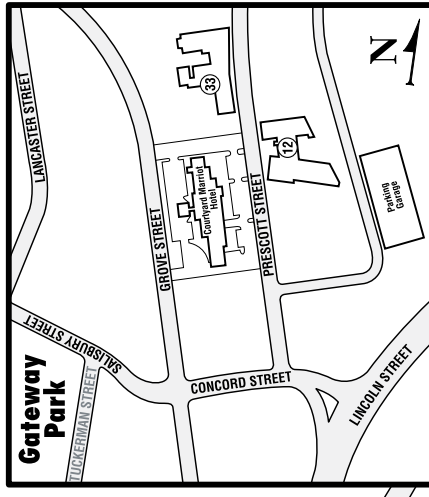 Gateway
Park
LANCASTER STREET
SALISBURY STREET
TUCKERMAN STREET
GROVE STREET
Courtyard Marriot
Hotel
PRESCOTT STREET
33
12
N
Parking
Garage
CONCORD STREET
LINCOLN STREET